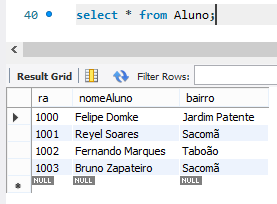 40 select * from Aluno;
Result Grid Filter Rows:
ra nomeAluno bairro
1000 Felipe Domke Jardim Patente
1001 Reyel Soares Sacomã
1002 Fernando Marques Taboão
1003 Bruno Zapateiro Sacomã
NULL NULL NULL